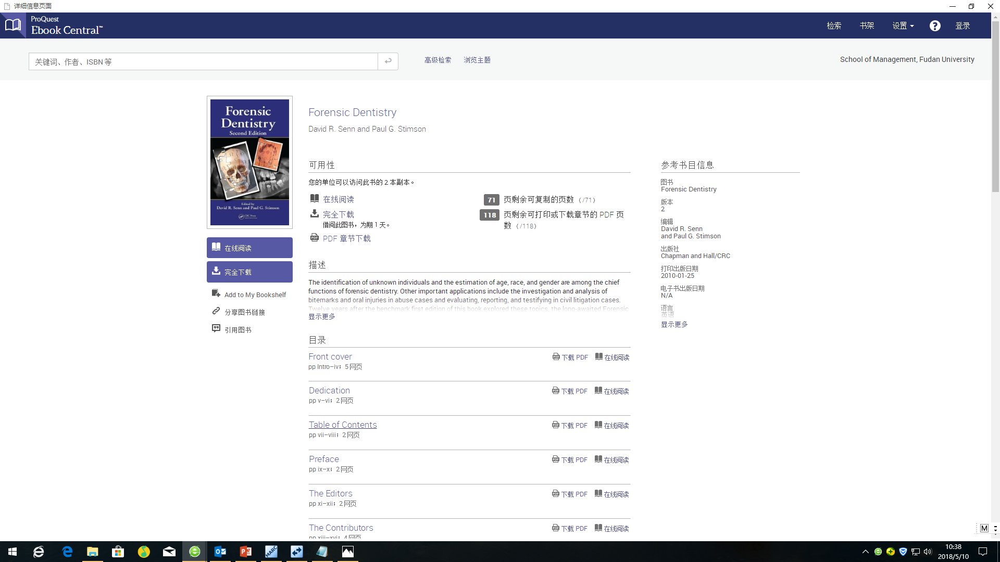 详细信息页面
ProQuest
Ebook Central™
检索
书架
设置
?
登录
关键词、作者、ISBN 等
高级检索
浏览主题
School of Management, Fudan University
Forensic
Dentistry
Second Edition
Edited by
David R. Senn and Paul G. Stimson
CRC Press
Forensic Dentistry
David R. Senn and Paul G. Stimson
可用性
您的单位可以访问此书的 2 本副本。
在线阅读
完全下载
借阅此图书，为期 1 天。
PDF 章节下载
71 页剩余可复制的页数 （/71）
118 页剩余可打印或下载章节的 PDF 页
数 （/118）
参考书目信息
图书
Forensic Dentistry
版本
2
编辑
David R. Senn
and Paul G. Stimson
出版社
Chapman and Hall/CRC
打印出版日期
2010-01-25
电子书出版日期
N/A
语言
英语
显示更多
在线阅读
完全下载
Add to My Bookshelf
分享图书链接
引用图书
描述
The identification of unknown individuals and the estimation of age, race, and gender are among the chief
functions of forensic dentistry. Other important applications include the investigation and analysis of
bitemarks and oral injuries in abuse cases and evaluating, reporting, and testifying in civil litigation cases.
Twelve years after the benchmark first edition of this book explored these topics, the long-awaited Forensic
显示更多
目录
Front cover
pp Intro–iv；5 网页
下载 PDF 在线阅读
Dedication
pp v–vi；2 网页
下载 PDF 在线阅读
Table of Contents
pp vii–viii；2 网页
下载 PDF 在线阅读
Preface
pp ix–x；2 网页
下载 PDF 在线阅读
The Editors
pp xi–xii；2 网页
下载 PDF 在线阅读
The Contributors
pp xiii–xvi；4 网页
下载 PDF 在线阅读
M
MARC
10:38
2018/5/10